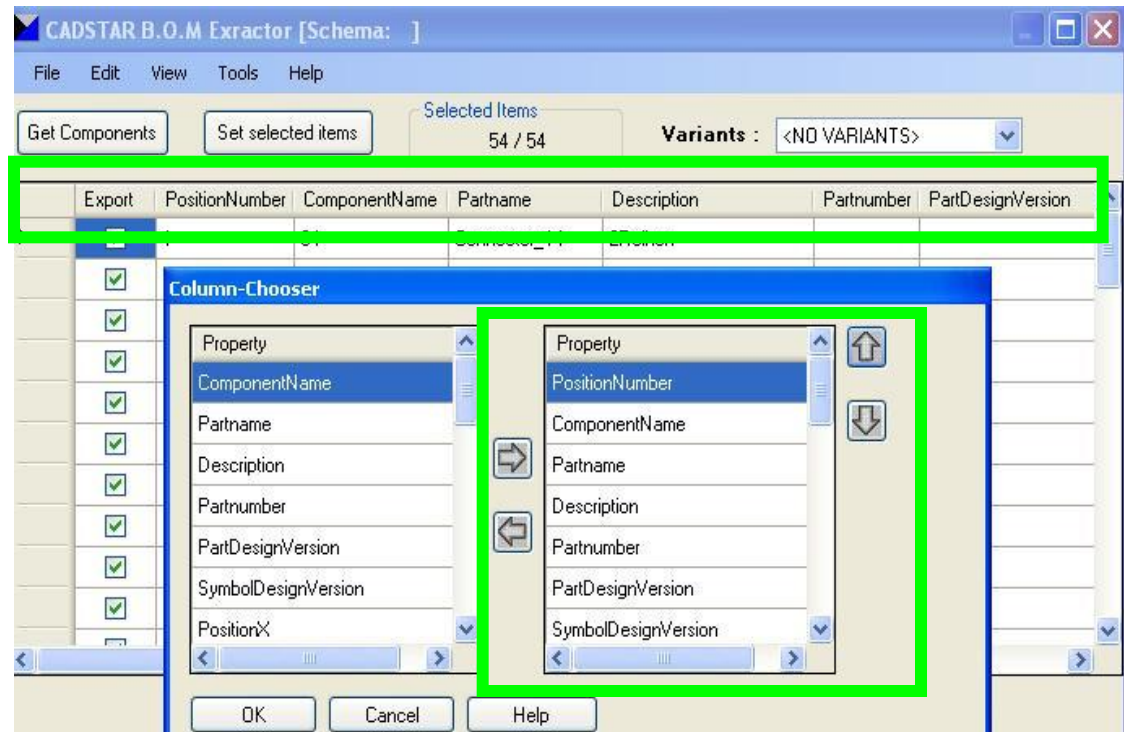 CADSTAR B.O.M Exractor [Schema: ]
File Edit View Tools Help
Get Components Set selected items Selected Items 54 / 54 Variants : <NO VARIANTS>
Export PositionNumber ComponentName Partname Description Partnumber PartDesignVersion
Column-Chooser
Property Property
ComponentName PositionNumber
Partname ComponentName
Description Partname
Partnumber Description
PartDesignVersion Partnumber
SymbolDesignVersion PartDesignVersion
PositionX SymbolDesignVersion
OK Cancel Help